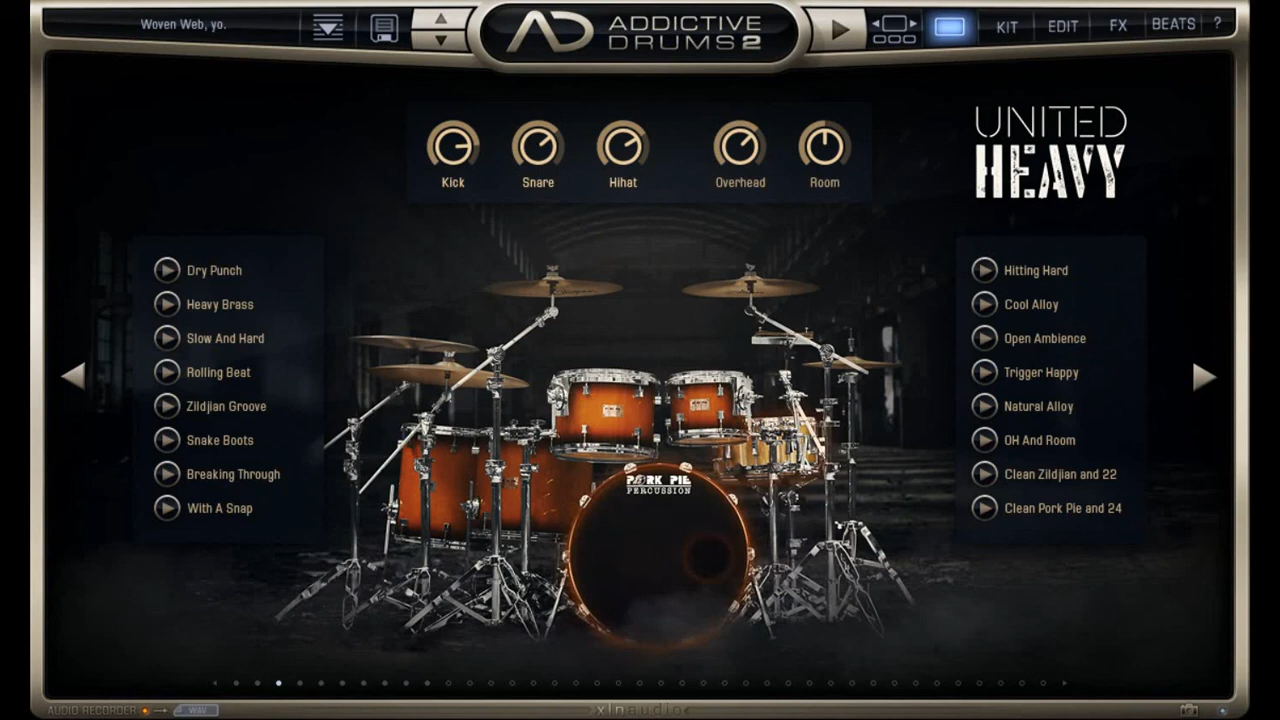 Woven Web, yo.
AD ADDICTIVE DRUMS 2
KIT EDIT FX BEATS ?
Kick Snare Hihat Overhead Room
UNITED
HEAVY
Dry Punch
Heavy Brass
Slow And Hard
Rolling Beat
Zildjian Groove
Snake Boots
Breaking Through
With A Snap
Hitting Hard
Cool Alloy
Open Ambience
Trigger Happy
Natural Alloy
OH And Room
Clean Zildjian and 22
Clean Pork Pie and 24
PORK PIE
PERCUSSION
AUDIO RECORDER WAV
xlnaudio